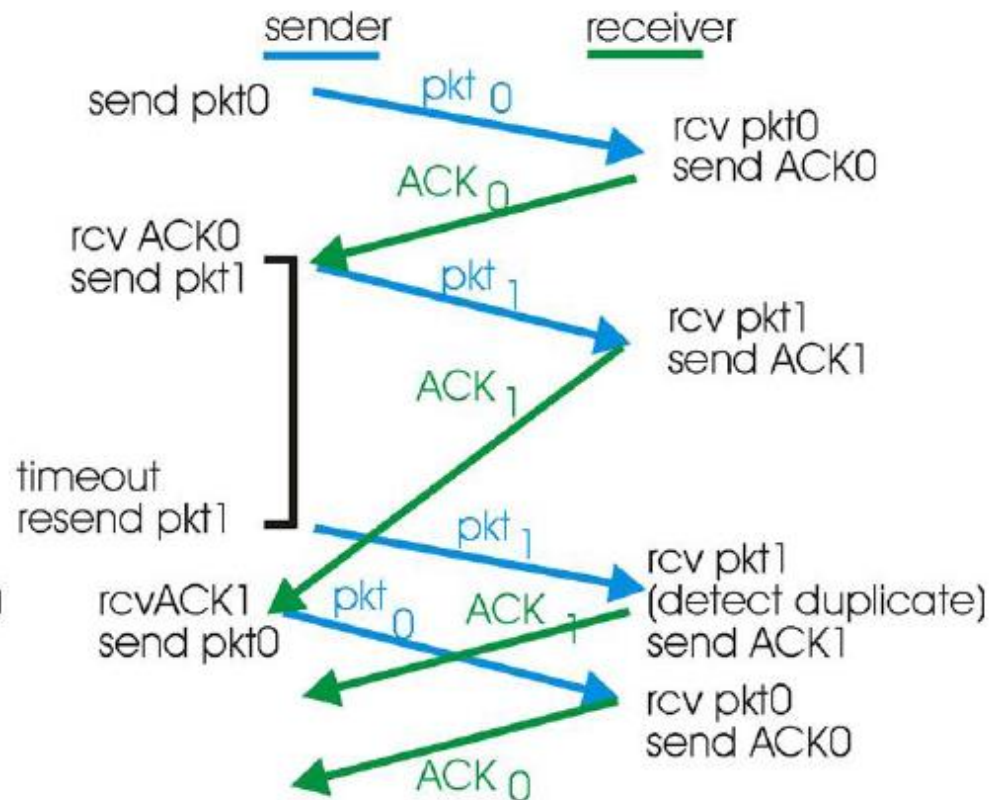 sender
receiver
send pkt0
pkt 0
rcv pkt0
send ACK0
ACK 0
rcv ACK0
send pkt1
pkt 1
rcv pkt1
send ACK1
ACK 1
timeout
resend pkt1
pkt 1
rcv pkt1
(detect duplicate)
send ACK1
rcvACK1
send pkt0
pkt 0
ACK 1
rcv pkt0
send ACK0
ACK 0